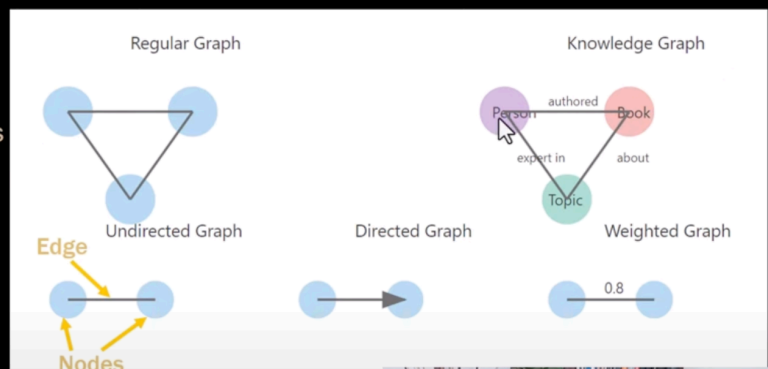 Regular Graph
Knowledge Graph
Person
authored
Book
expert in
about
Topic
Undirected Graph
Directed Graph
Weighted Graph
Edge
0.8
Nodes